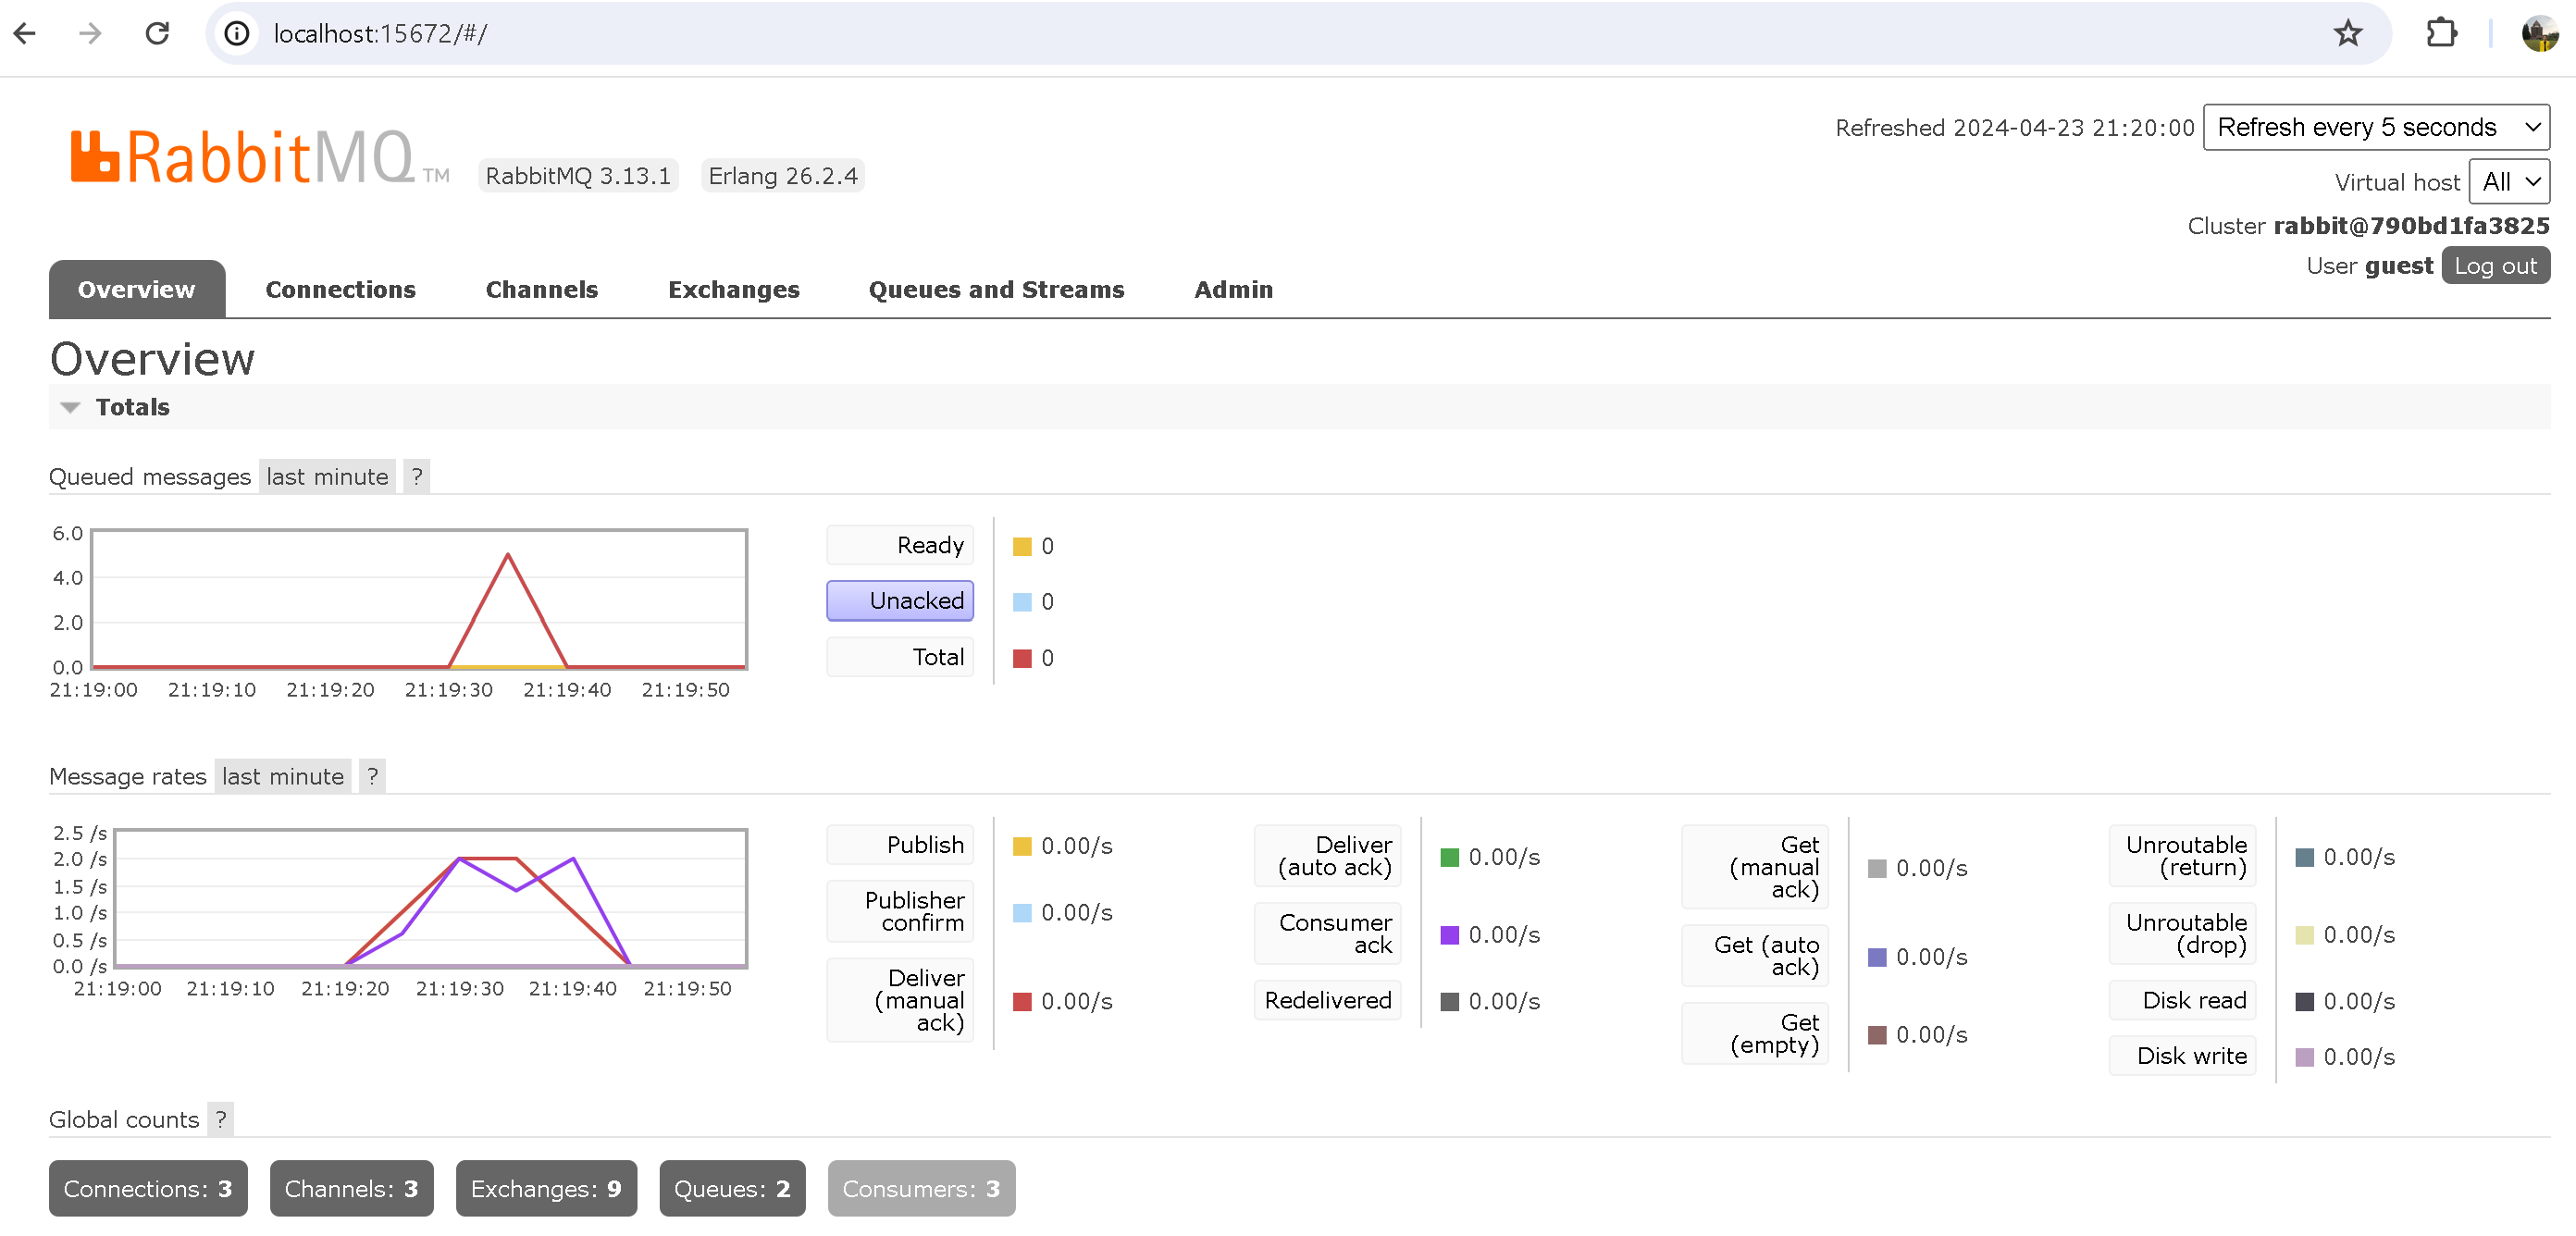 localhost:15672/#/
RabbitMQ TM
RabbitMQ 3.13.1 Erlang 26.2.4
Refreshed 2024-04-23 21:20:00 Refresh every 5 seconds
Virtual host All
Cluster rabbit@790bd1fa3825
User guest Log out
Overview Connections Channels Exchanges Queues and Streams Admin
Overview
Totals
Queued messages last minute ?
6.0
4.0
2.0
0.0
21:19:00 21:19:10 21:19:20 21:19:30 21:19:40 21:19:50
Ready 0
Unacked 0
Total 0
Message rates last minute ?
2.5 /s
2.0 /s
1.5 /s
1.0 /s
0.5 /s
0.0 /s
21:19:00 21:19:10 21:19:20 21:19:30 21:19:40 21:19:50
Publish 0.00/s
Publisher
confirm 0.00/s
Deliver
(manual
ack) 0.00/s
Deliver
(auto ack) 0.00/s
Consumer
ack 0.00/s
Redelivered 0.00/s
Get
(manual
ack) 0.00/s
Get (auto
ack) 0.00/s
Get
(empty) 0.00/s
Unroutable
(return) 0.00/s
Unroutable
(drop) 0.00/s
Disk read 0.00/s
Disk write 0.00/s
Global counts ?
Connections: 3 Channels: 3 Exchanges: 9 Queues: 2 Consumers: 3